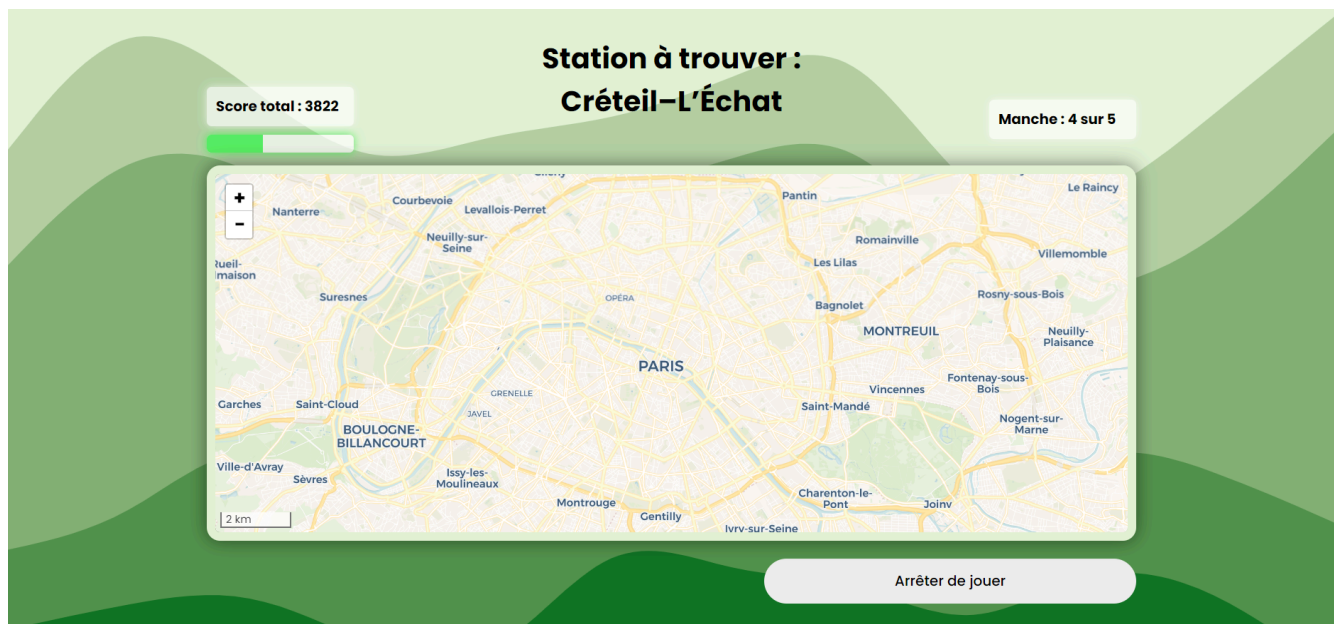 Station à trouver :
Créteil–L’Échat
Score total : 3822
Manche : 4 sur 5
+
−
Le Raincy
Pantin
Courbevoie
Levallois-Perret
Nanterre
Neuilly-sur-
Seine
Romainville
Villemomble
Les Lilas
Rueil-
lmaison
Suresnes
OPÉRA
Rosny-sous-Bois
Bagnolet
MONTREUIL
Neuilly-
Plaisance
PARIS
Fontenay-sous-
Bois
Vincennes
GRENELLE
Garches
Saint-Cloud
JAVEL
Saint-Mandé
Nogent-sur-
Marne
BOULOGNE-
BILLANCOURT
Ville-d'Avray
Sèvres
Issy-les-
Moulineaux
Charenton-le-
Pont
Joinv
Montrouge
Gentilly
Ivry-sur-Seine
2 km
Arrêter de jouer